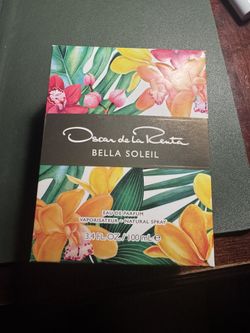 Oscar de la Renta
BELLA SOLEIL
EAU DE PARFUM
VAPORISATEUR • NATURAL SPRAY
3.4 FL.OZ. / 100 mL ℮